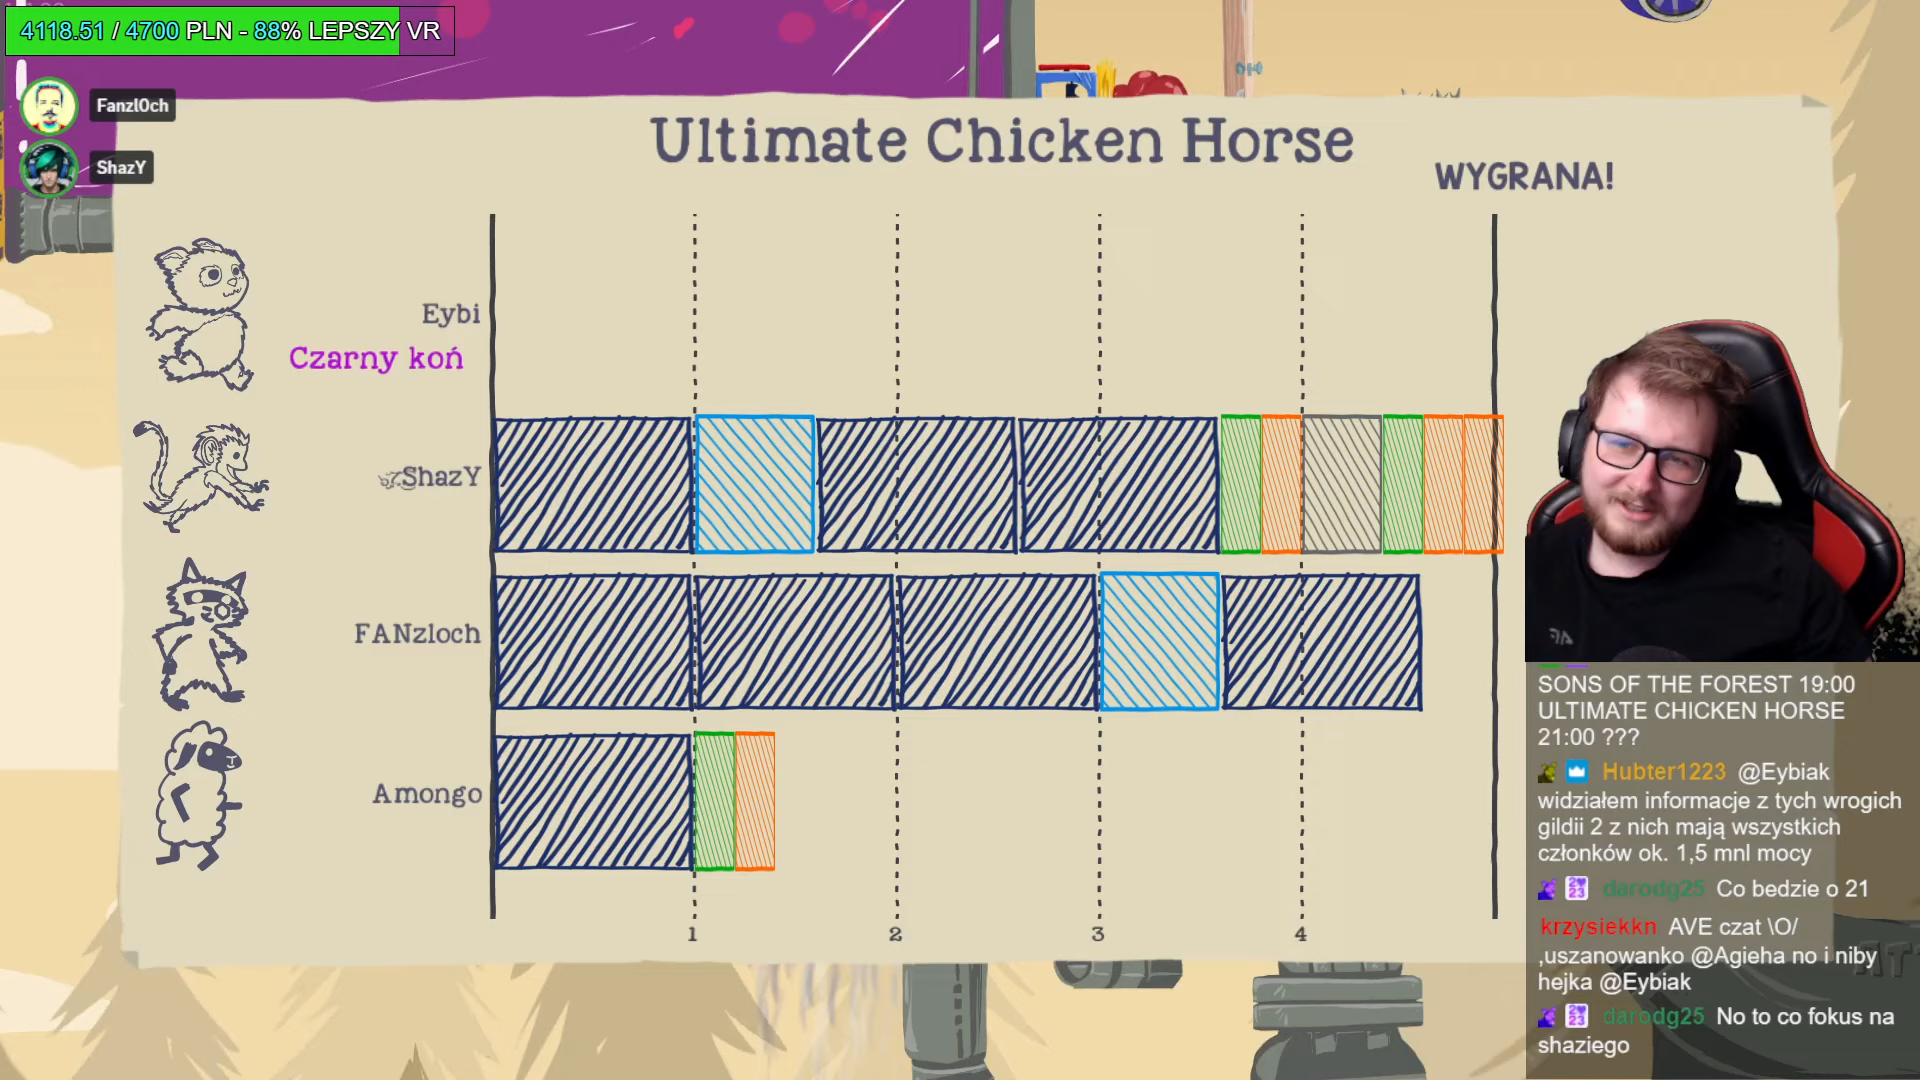 4118.51 / 4700 PLN - 88% LEPSZY VR
Fanzl0ch
ShazY
Ultimate Chicken Horse
WYGRANA!
Eybi
Czarny koń
ShazY
FANzloch
Amongo
1
2
3
4
SONS OF THE FOREST 19:00
ULTIMATE CHICKEN HORSE
21:00 ???
Hubter1223 @Eybiak
widziałem informacje z tych wrogich
gildii 2 z nich mają wszystkich
członków ok. 1,5 mnl mocy
darodg25 Co bedzie o 21
krzysiekkn AVE czat \O/
,uszanowanko @Agieha no i niby
hejka @Eybiak
darodg25 No to co fokus na
shaziego